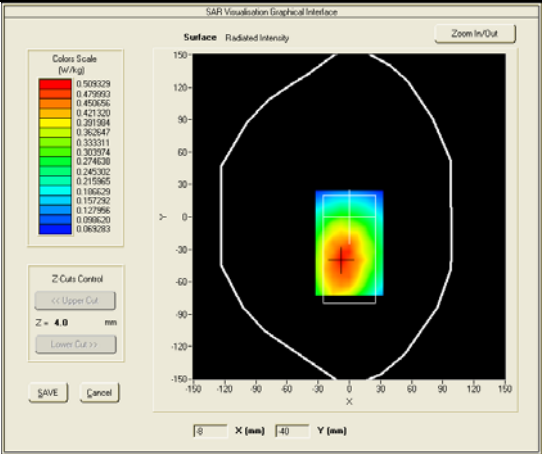 SAR Visualisation Graphical Interface
Surface Radiated Intensity
Zoom In/Out
Colors Scale
(W/kg)
0.509329
0.479993
0.450656
0.421320
0.391984
0.362647
0.333311
0.303974
0.274638
0.245302
0.215965
0.186629
0.157292
0.127956
0.098620
0.069283
Z-Cuts Control
<< Upper Cut
Z = 4.0 mm
Lower Cut >>
SAVE Cancel
150
120
90
60
30
0
-30
-60
-90
-120
-150
Y
-150 -120 -90 -60 -30 0 30 60 90 120 150
X
-8 X (mm) -40 Y (mm)